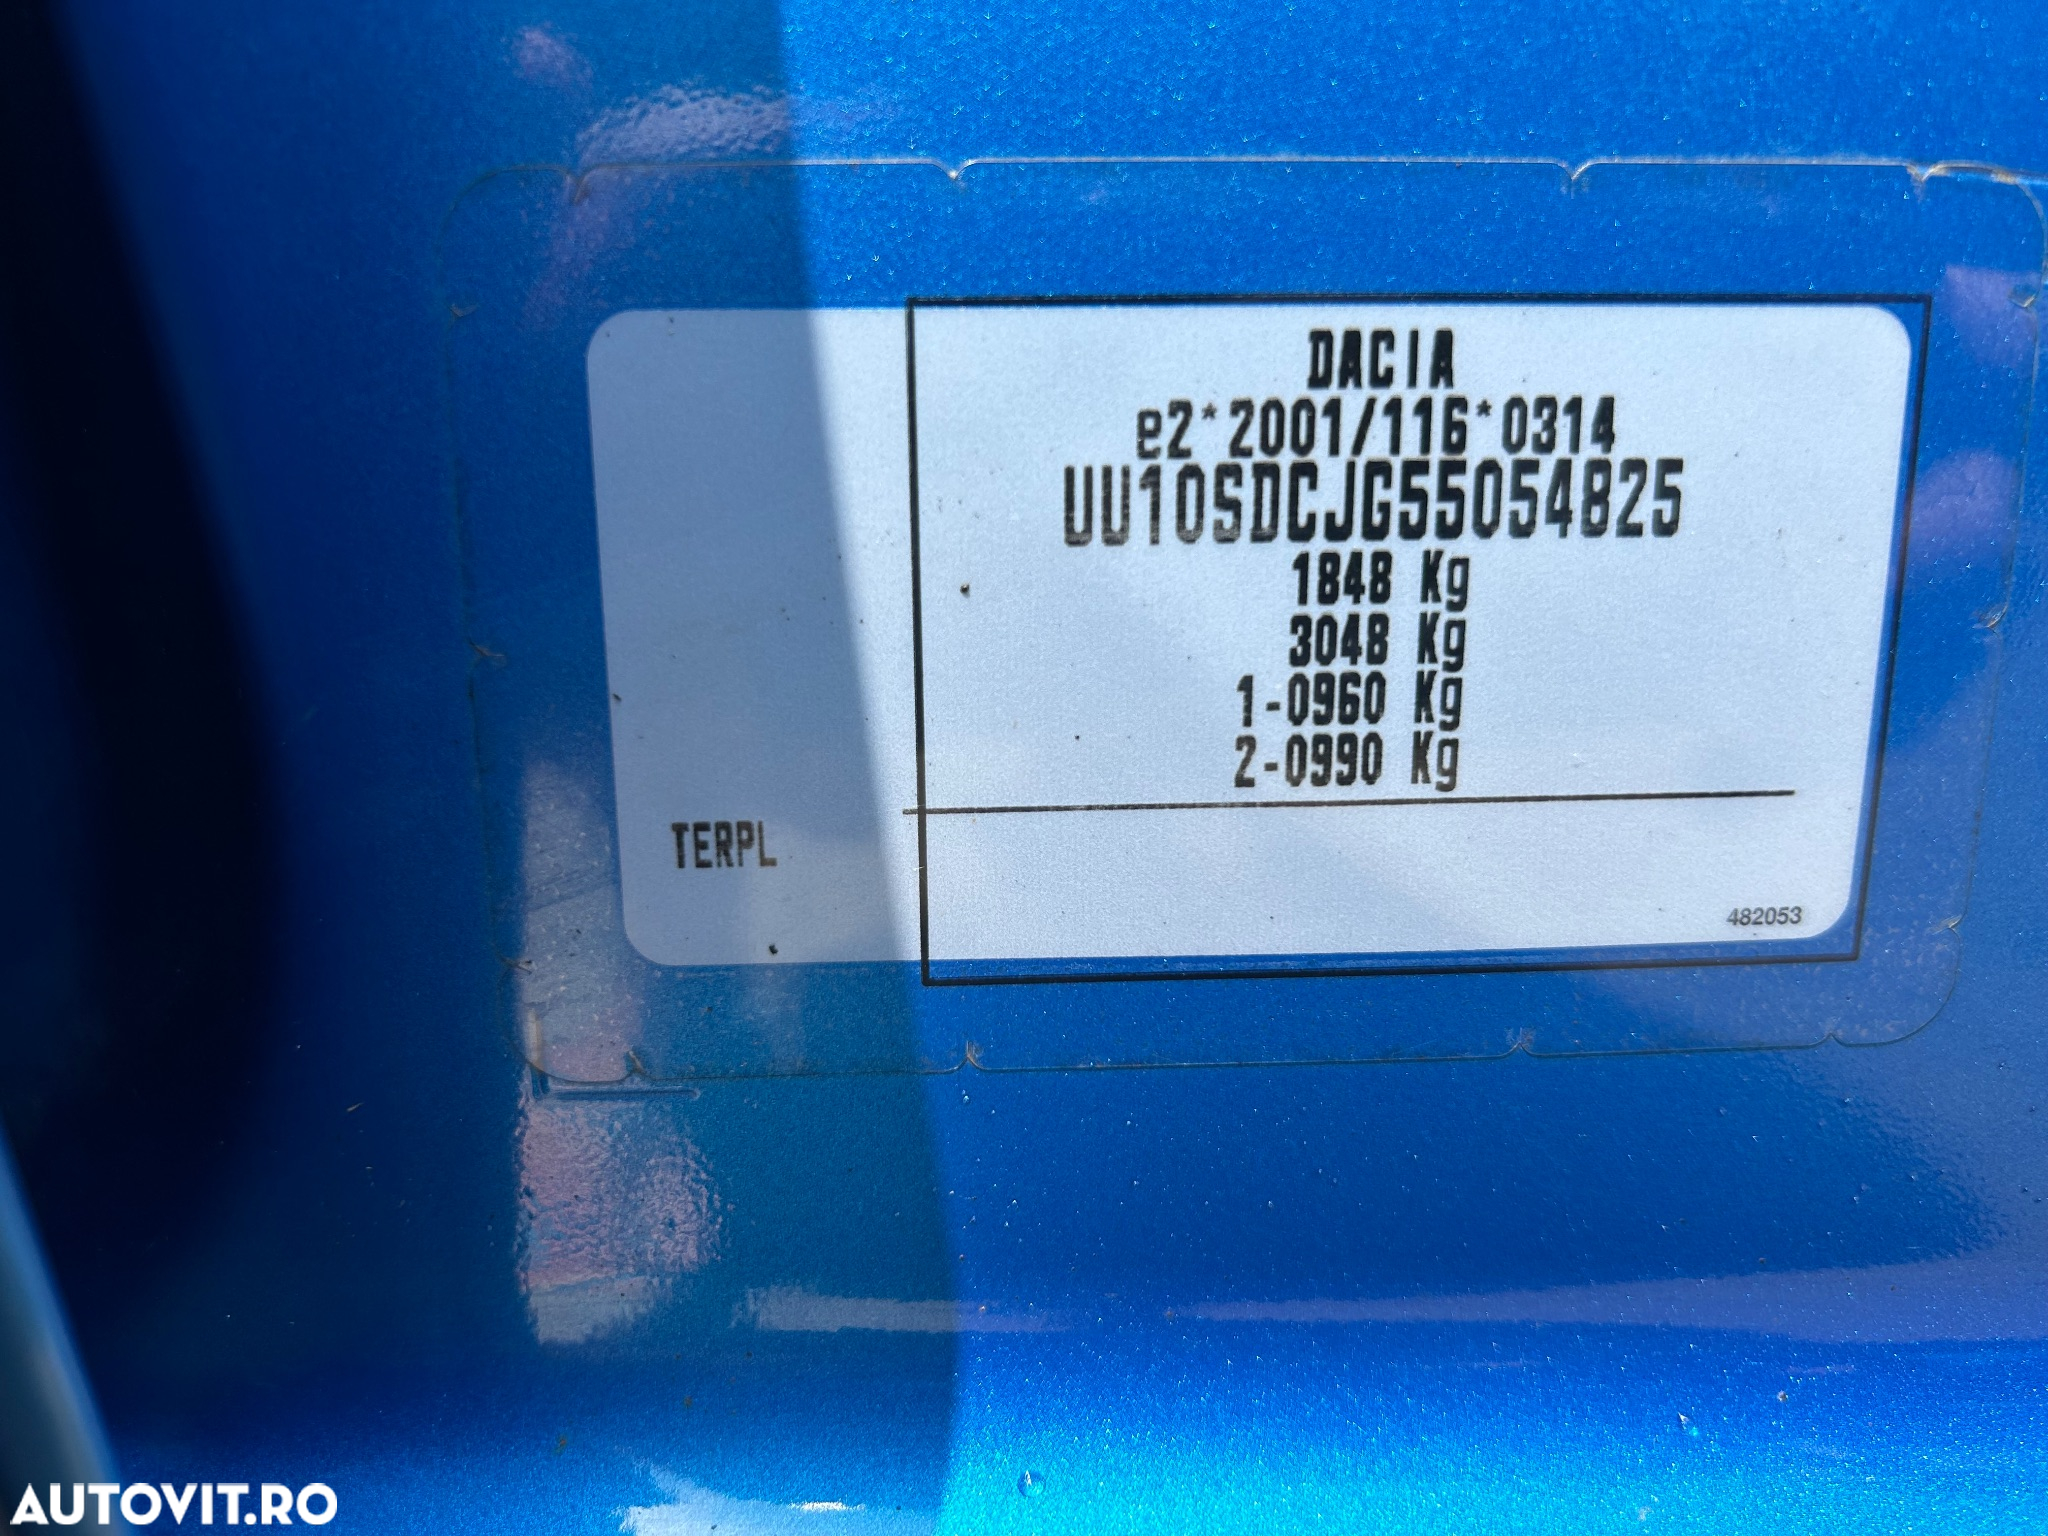 DACIA
e2*2001/116*0314
UU10SDCJG55054825
1848 Kg
3048 Kg
1-0960 Kg
2-0990 Kg
TERPL
482053
AUTOVIT.RO